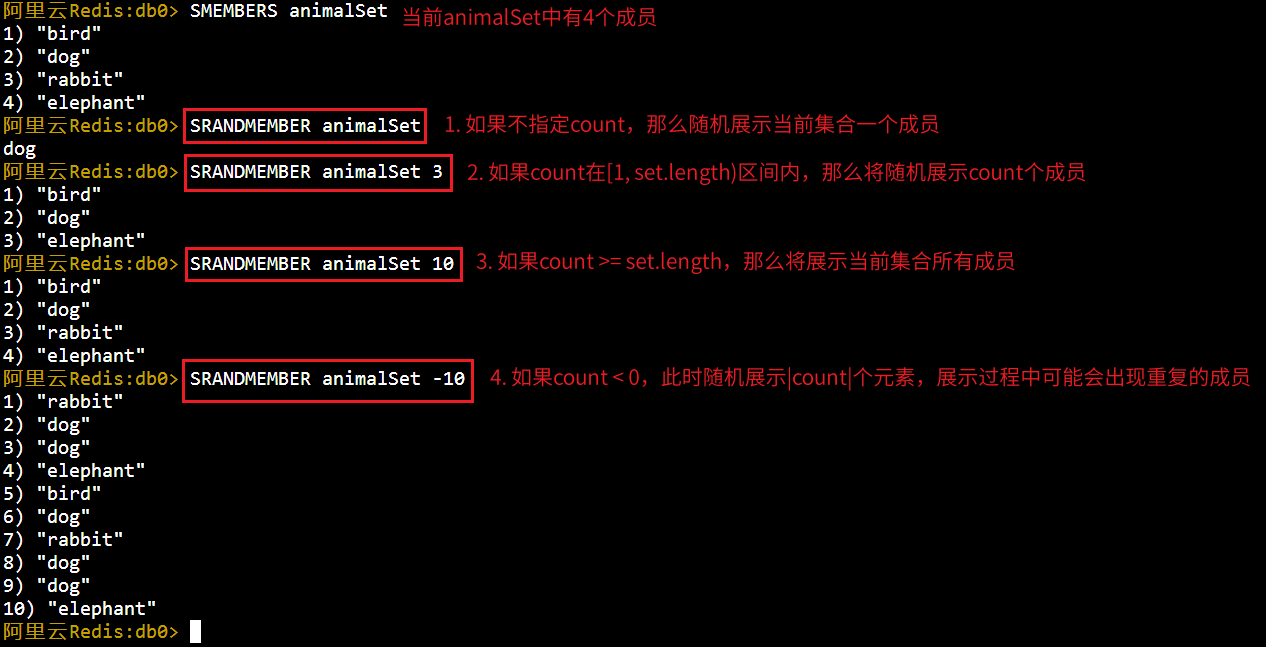 阿里云Redis:db0> SMEMBERS animalSet 当前animalSet中有4个成员
1) "bird"
2) "dog"
3) "rabbit"
4) "elephant"
阿里云Redis:db0> SRANDMEMBER animalSet 1. 如果不指定count，那么随机展示当前集合一个成员
dog
阿里云Redis:db0> SRANDMEMBER animalSet 3 2. 如果count在[1, set.length)区间内，那么将随机展示count个成员
1) "bird"
2) "dog"
3) "elephant"
阿里云Redis:db0> SRANDMEMBER animalSet 10 3. 如果count >= set.length，那么将展示当前集合所有成员
1) "bird"
2) "dog"
3) "rabbit"
4) "elephant"
阿里云Redis:db0> SRANDMEMBER animalSet -10 4. 如果count < 0，此时随机展示|count|个元素，展示过程中可能会出现重复的成员
1) "rabbit"
2) "dog"
3) "dog"
4) "elephant"
5) "bird"
6) "dog"
7) "rabbit"
8) "dog"
9) "dog"
10) "elephant"
阿里云Redis:db0>